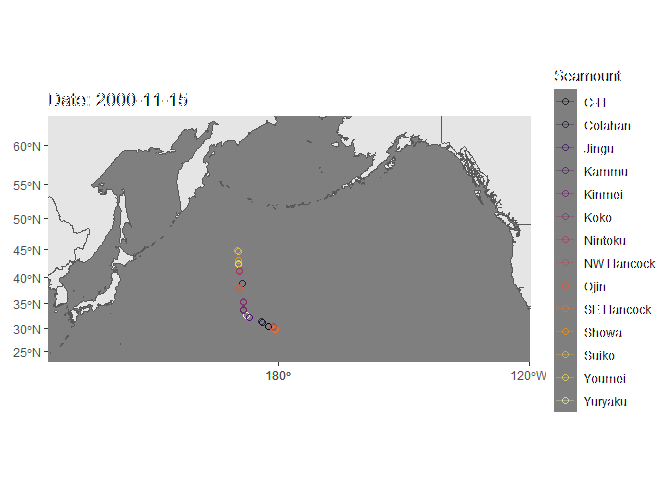 Date: 2000-11-15
60°N
55°N
50°N
45°N
40°N
35°N
30°N
25°N
180°
120°W
Seamount
C-H
Colahan
Jingu
Kammu
Kinmei
Koko
Nintoku
NW Hancock
Ojin
SE Hancock
Showa
Suiko
Youmei
Yuryaku